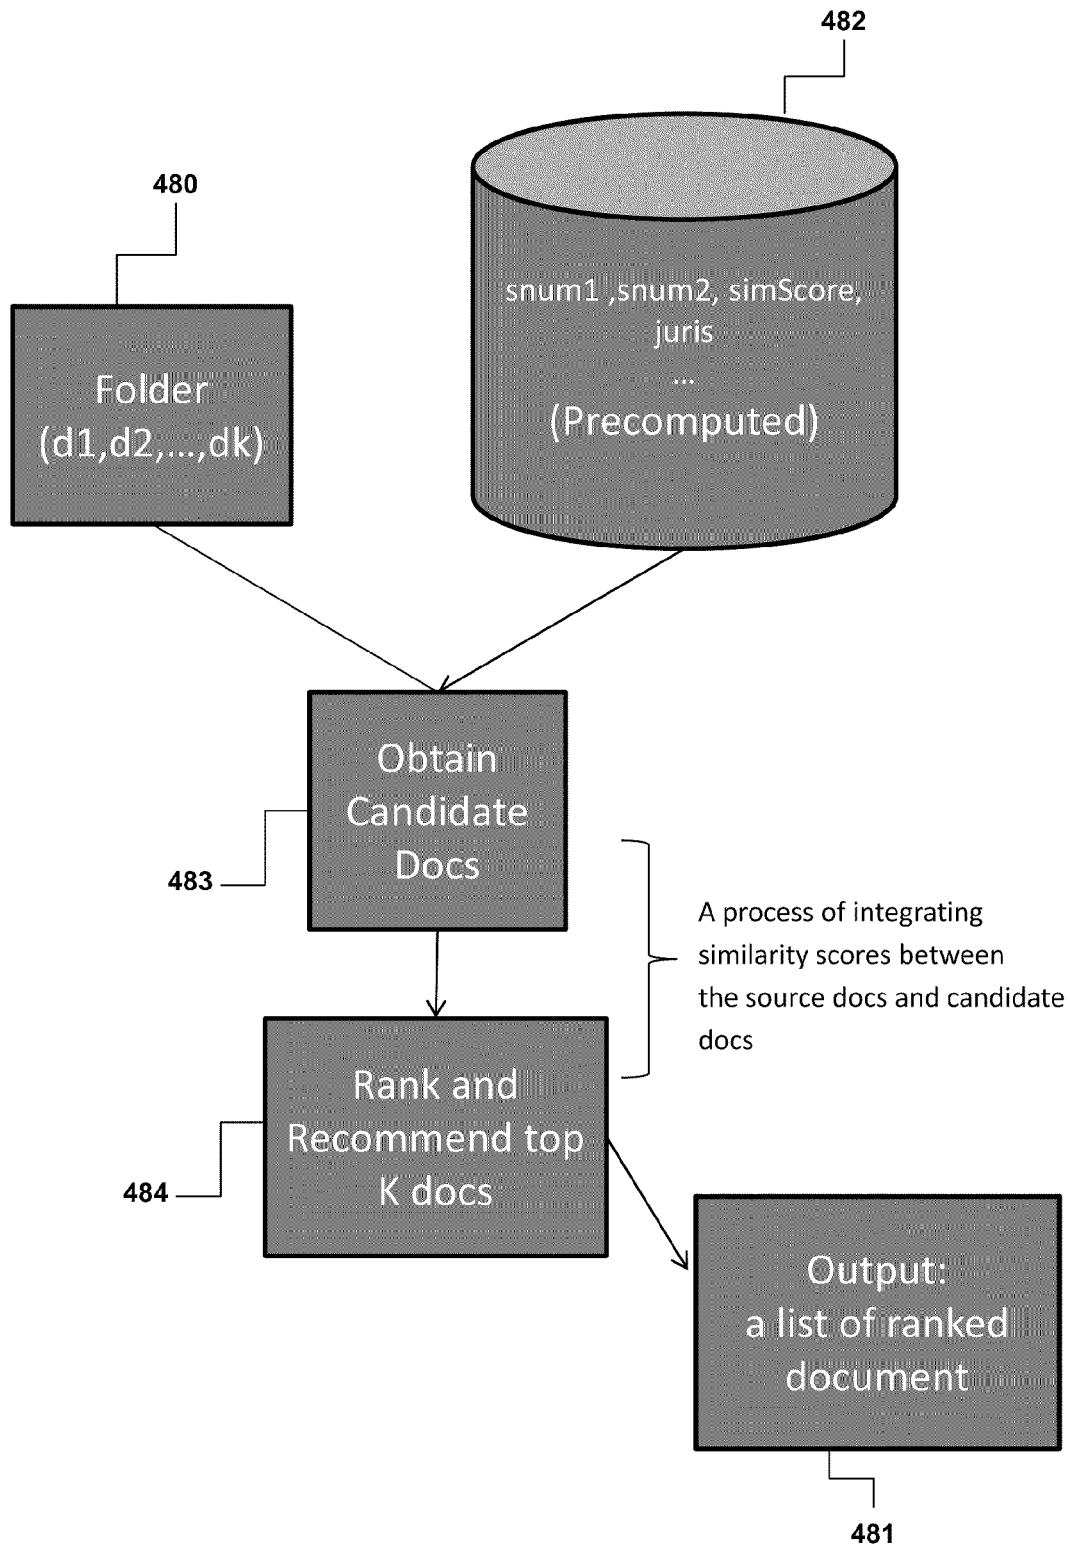 482
480
snum1 ,snum2, simScore,
juris
...
(Precomputed)
Folder
(d1,d2,...,dk)
Obtain
Candidate
Docs
483
A process of integrating
similarity scores between
the source docs and candidate
docs
Rank and
Recommend top
K docs
484
Output:
a list of ranked
document
481